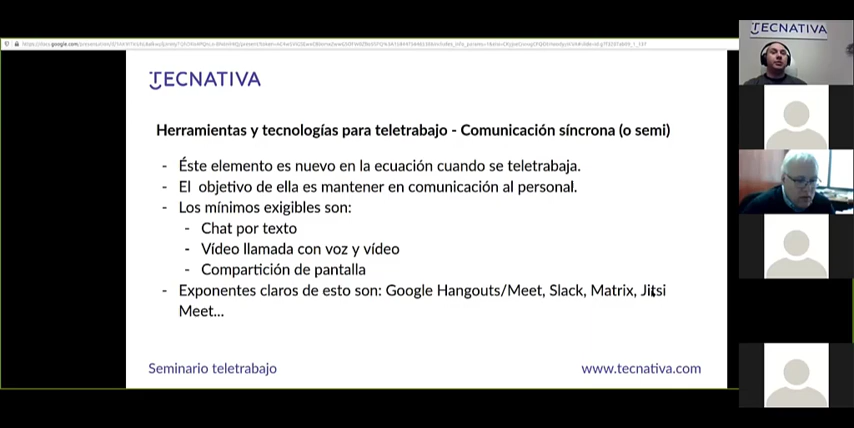 TECNATIVA
TECNATIVA
Herramientas y tecnologías para teletrabajo - Comunicación síncrona (o semi)
- Éste elemento es nuevo en la ecuación cuando se teletrabaja.
- El objetivo de ella es mantener en comunicación al personal.
- Los mínimos exigibles son:
- Chat por texto
- Vídeo llamada con voz y vídeo
- Compartición de pantalla
- Exponentes claros de esto son: Google Hangouts/Meet, Slack, Matrix, Jitsi
Meet...
Seminario teletrabajo
www.tecnativa.com